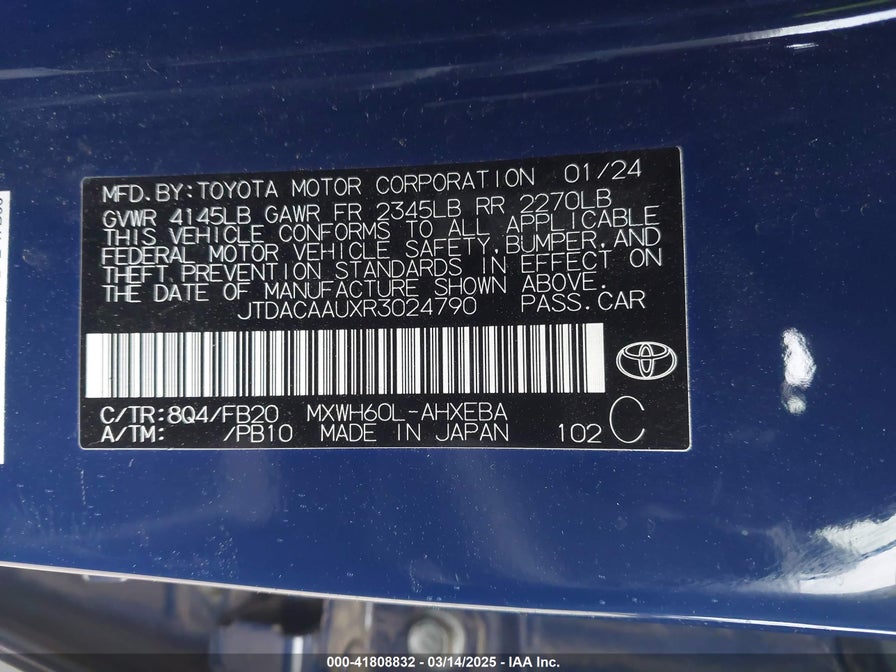 MFD.BY:TOYOTA MOTOR CORPORATION 01/24
GVWR 4145LB GAWR FR 2345LB RR 2270LB
THIS VEHICLE CONFORMS TO ALL APPLICABLE
FEDERAL MOTOR VEHICLE SAFETY,BUMPER,AND
THEFT PREVENTION STANDARDS IN EFFECT ON
THE DATE OF MANUFACTURE SHOWN ABOVE.
JTDACAAUXR3024790 PASS.CAR
C/TR:8Q4/FB20 MXWH60L-AHXEBA
A/TM: /PB10 MADE IN JAPAN 102 C
000-41808832 - 03/14/2025 - IAA Inc.